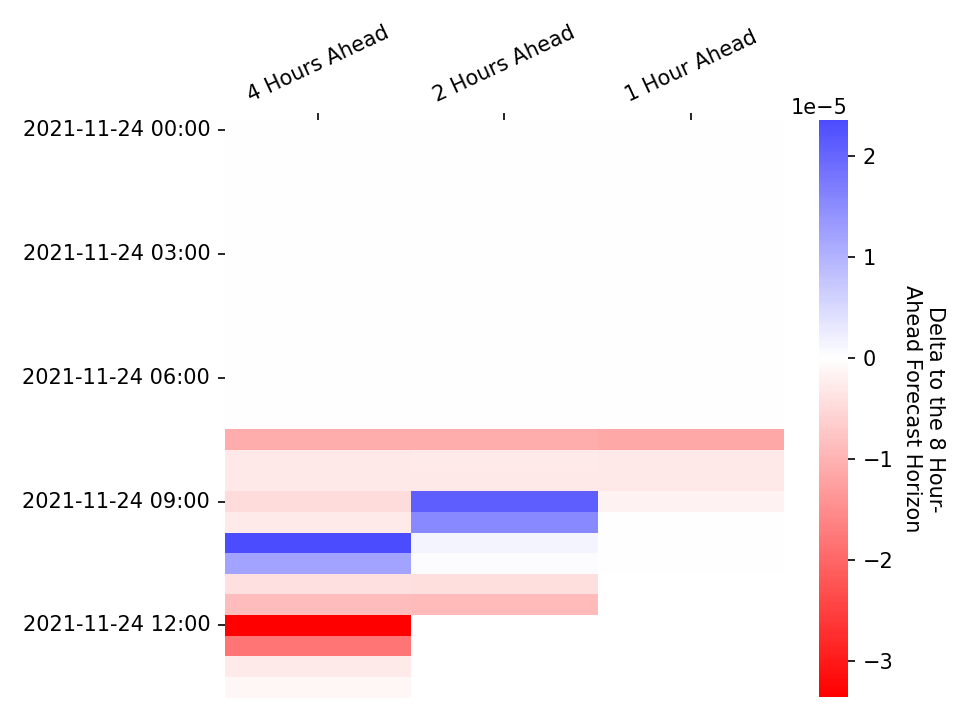 4 Hours Ahead
2 Hours Ahead
1 Hour Ahead
1e−5
2021-11-24 00:00
2021-11-24 03:00
2021-11-24 06:00
2021-11-24 09:00
2021-11-24 12:00
2
1
0
−1
−2
−3
Delta to the 8 Hour-
Ahead Forecast Horizon